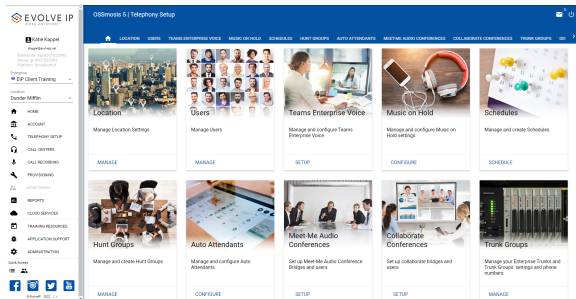 EVOLVE IP
OSSmosis 5 | Telephony Setup
Katie Kappel
Enterprise
EIP Client Training
Location
Dunder Mifflin
HOME
ACCOUNT
TELEPHONY SETUP
CALL CENTERS
CALL RECORDING
PROVISIONING
REPORTS
CLOUD SERVICES
TRAINING RESOURCES
APPLICATION SUPPORT
ADMINISTRATION
Quick Access
LOCATION USERS TEAMS ENTERPRISE VOICE MUSIC ON HOLD SCHEDULES HUNT GROUPS AUTO ATTENDANTS MEET-ME AUDIO CONFERENCES COLLABORATE CONFERENCES TRUNK GROUPS
Location
Manage Location Settings
MANAGE
Users
Manage Users
MANAGE
Teams Enterprise Voice
Manage and configure Teams
Enterprise Voice
SETUP
Music on Hold
Manage and configure Music on
Hold settings
CONFIGURE
Schedules
Manage and create Schedules
SCHEDULE
Hunt Groups
Manage and create Hunt Groups
MANAGE
Auto Attendants
Manage and configure Auto
Attendants
CONFIGURE
Meet-Me Audio
Conferences
Set up Meet-Me Audio Conference
Bridges and users
SETUP
Collaborate
Conferences
Set up collaborate bridges and
users
SETUP
Trunk Groups
Manage your Enterprise Trunks and
Trunk Groups' settings and phone
numbers
MANAGE